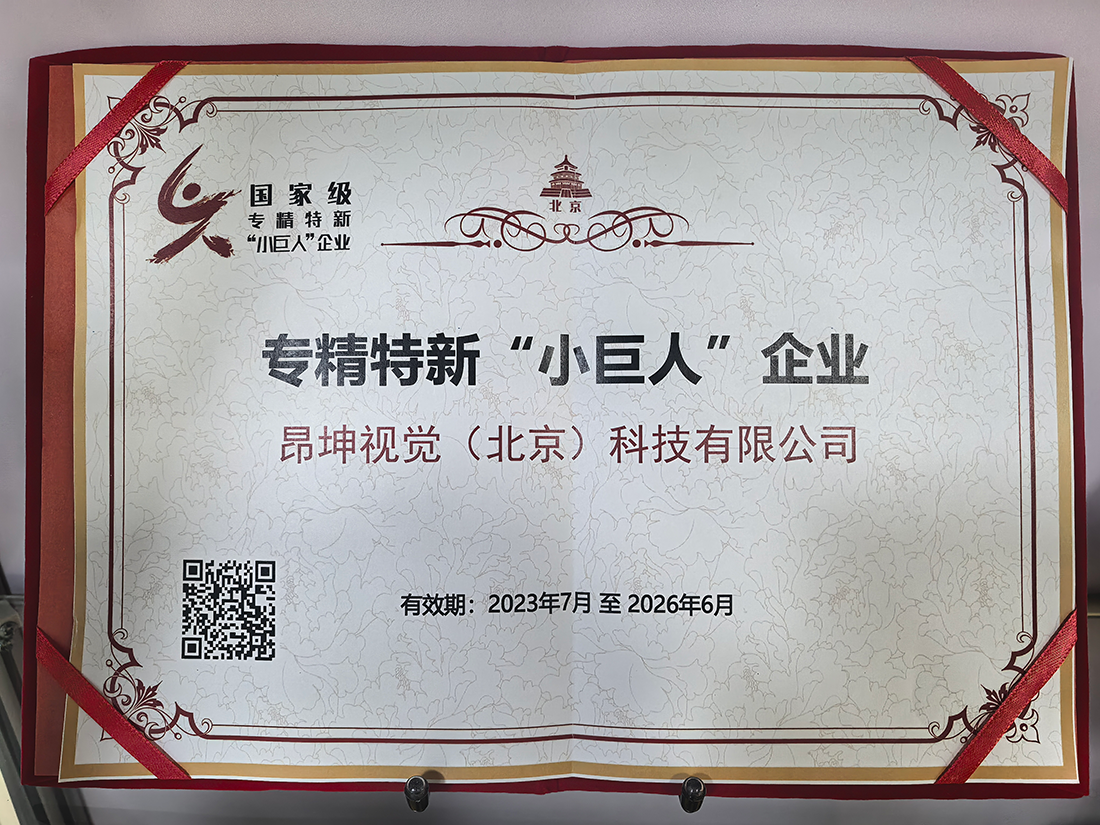 国家级
专精特新
“小巨人”企业
北京
专精特新“小巨人”企业
昂坤视觉（北京）科技有限公司
有效期：2023年7月 至 2026年6月